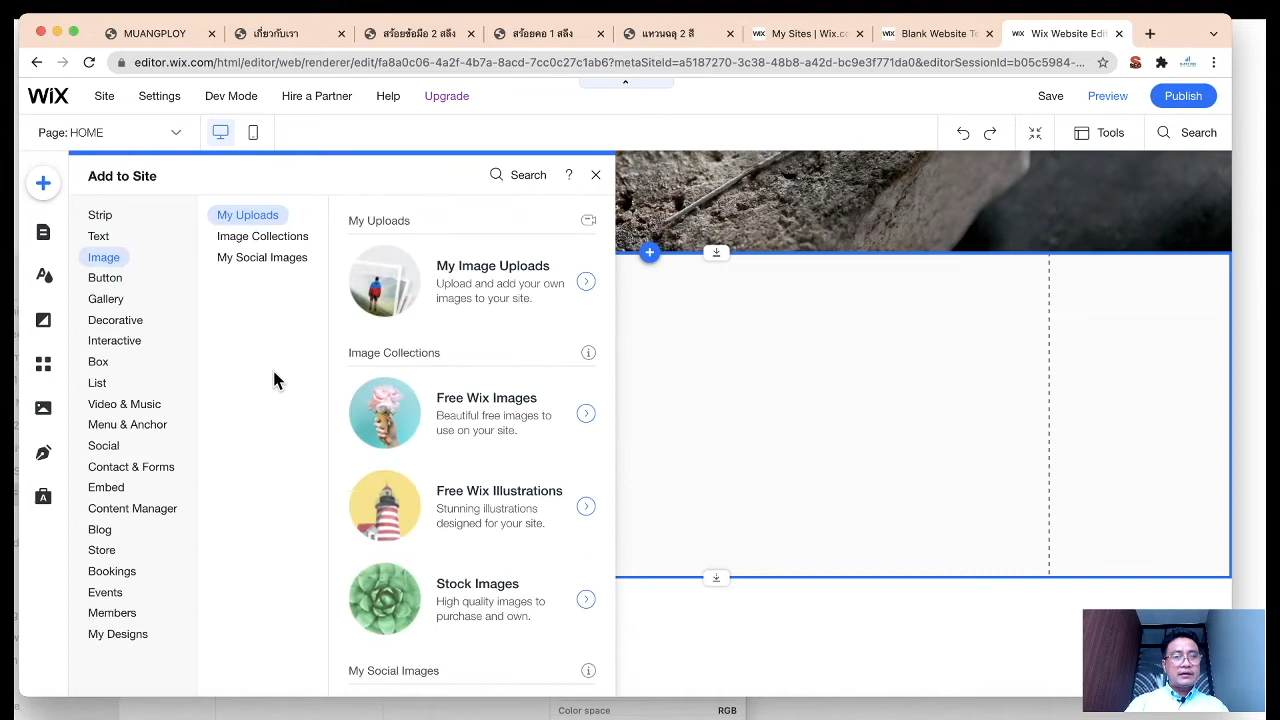 MUANGPLOY
เกี่ยวกับเรา
สร้อยข้อมือ 2 สลึง
สร้อยคอ 1 สลึง
แหวนฉลุ 2 สี
My Sites | Wix.co
Blank Website Te
Wix Website Edit
editor.wix.com/html/editor/web/renderer/edit/fa8a0c06-4a2f-4b7a-8acd-7cc0c27c1ab6?metaSiteId=a5187270-3c38-48b8-a42d-bc9e3f771da0&editorSessionId=b05c5984-...
WiX Site Settings Dev Mode Hire a Partner Help Upgrade Save Preview Publish
Page: HOME Tools Search
Add to Site Search ? ×
Strip
Text
Image
Button
Gallery
Decorative
Interactive
Box
List
Video & Music
Menu & Anchor
Social
Contact & Forms
Embed
Content Manager
Blog
Store
Bookings
Events
Members
My Designs
My Uploads
Image Collections
My Social Images
My Uploads
My Image Uploads
Upload and add your own
images to your site.
Image Collections
Free Wix Images
Beautiful free images to
use on your site.
Free Wix Illustrations
Stunning illustrations
designed for your site.
Stock Images
High quality images to
purchase and own.
My Social Images
Color space RGB